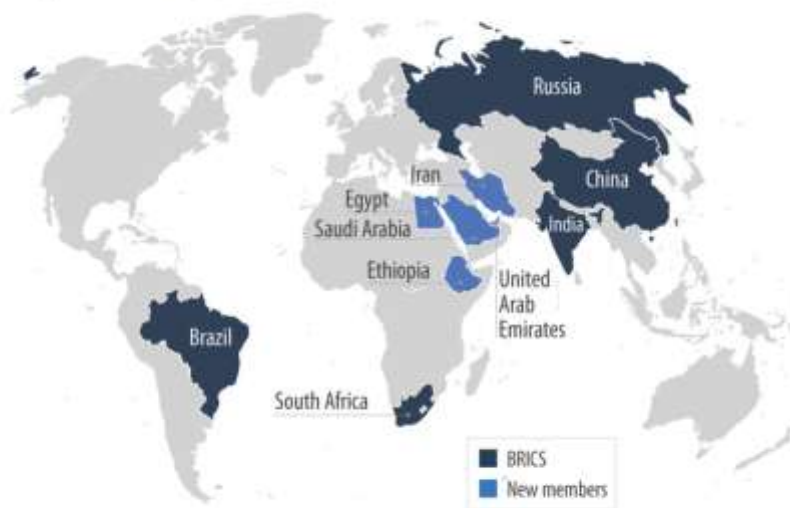 Russia
Iran
China
Egypt
India
Saudi Arabia
Ethiopia
United
Arab
Emirates
Brazil
South Africa
BRICS
New members